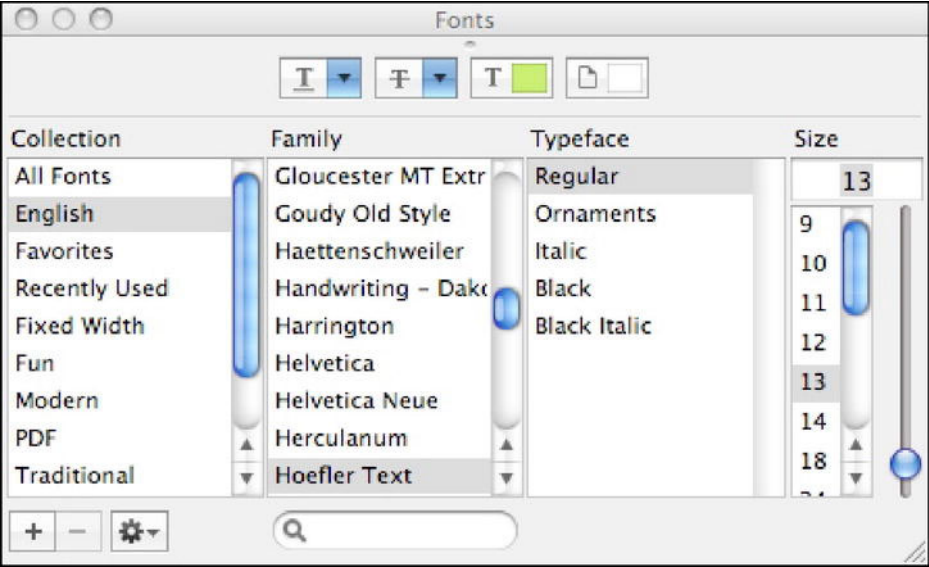 Fonts
T T T
Collection Family Typeface Size
All Fonts
English
Favorites
Recently Used
Fixed Width
Fun
Modern
PDF
Traditional
Gloucester MT Extr
Goudy Old Style
Haettenschweiler
Handwriting – Dako
Harrington
Helvetica
Helvetica Neue
Herculanum
Hoefler Text
Regular
Ornaments
Italic
Black
Black Italic
13
9
10
11
12
13
14
18